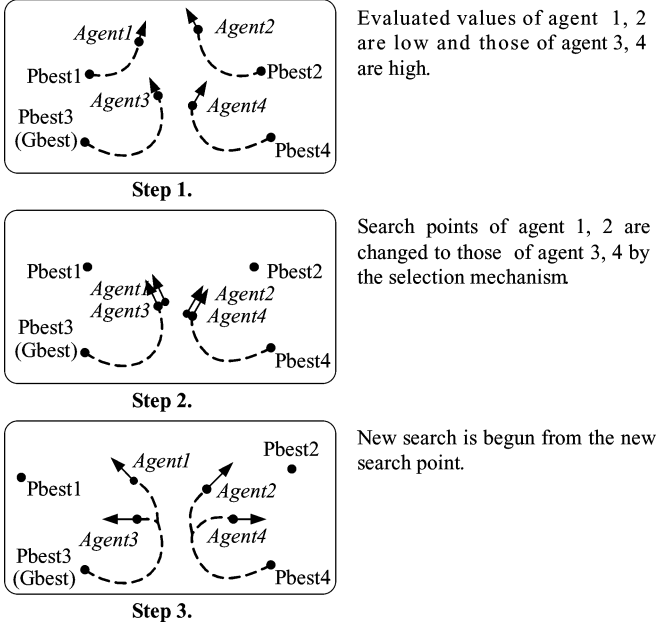 Agent1
Agent2
Pbest1
Pbest2
Agent3
Agent4
Pbest3
(Gbest)
Pbest4
Step 1.
Evaluated values of agent 1, 2
are low and those of agent 3, 4
are high.
Pbest1
Pbest2
Agent1
Agent2
Agent3
Agent4
Pbest3
(Gbest)
Pbest4
Step 2.
Search points of agent 1, 2 are
changed to those of agent 3, 4 by
the selection mechanism.
Agent1
Pbest2
Pbest1
Agent2
Agent3
Agent4
Pbest3
(Gbest)
Pbest4
Step 3.
New search is begun from the new
search point.